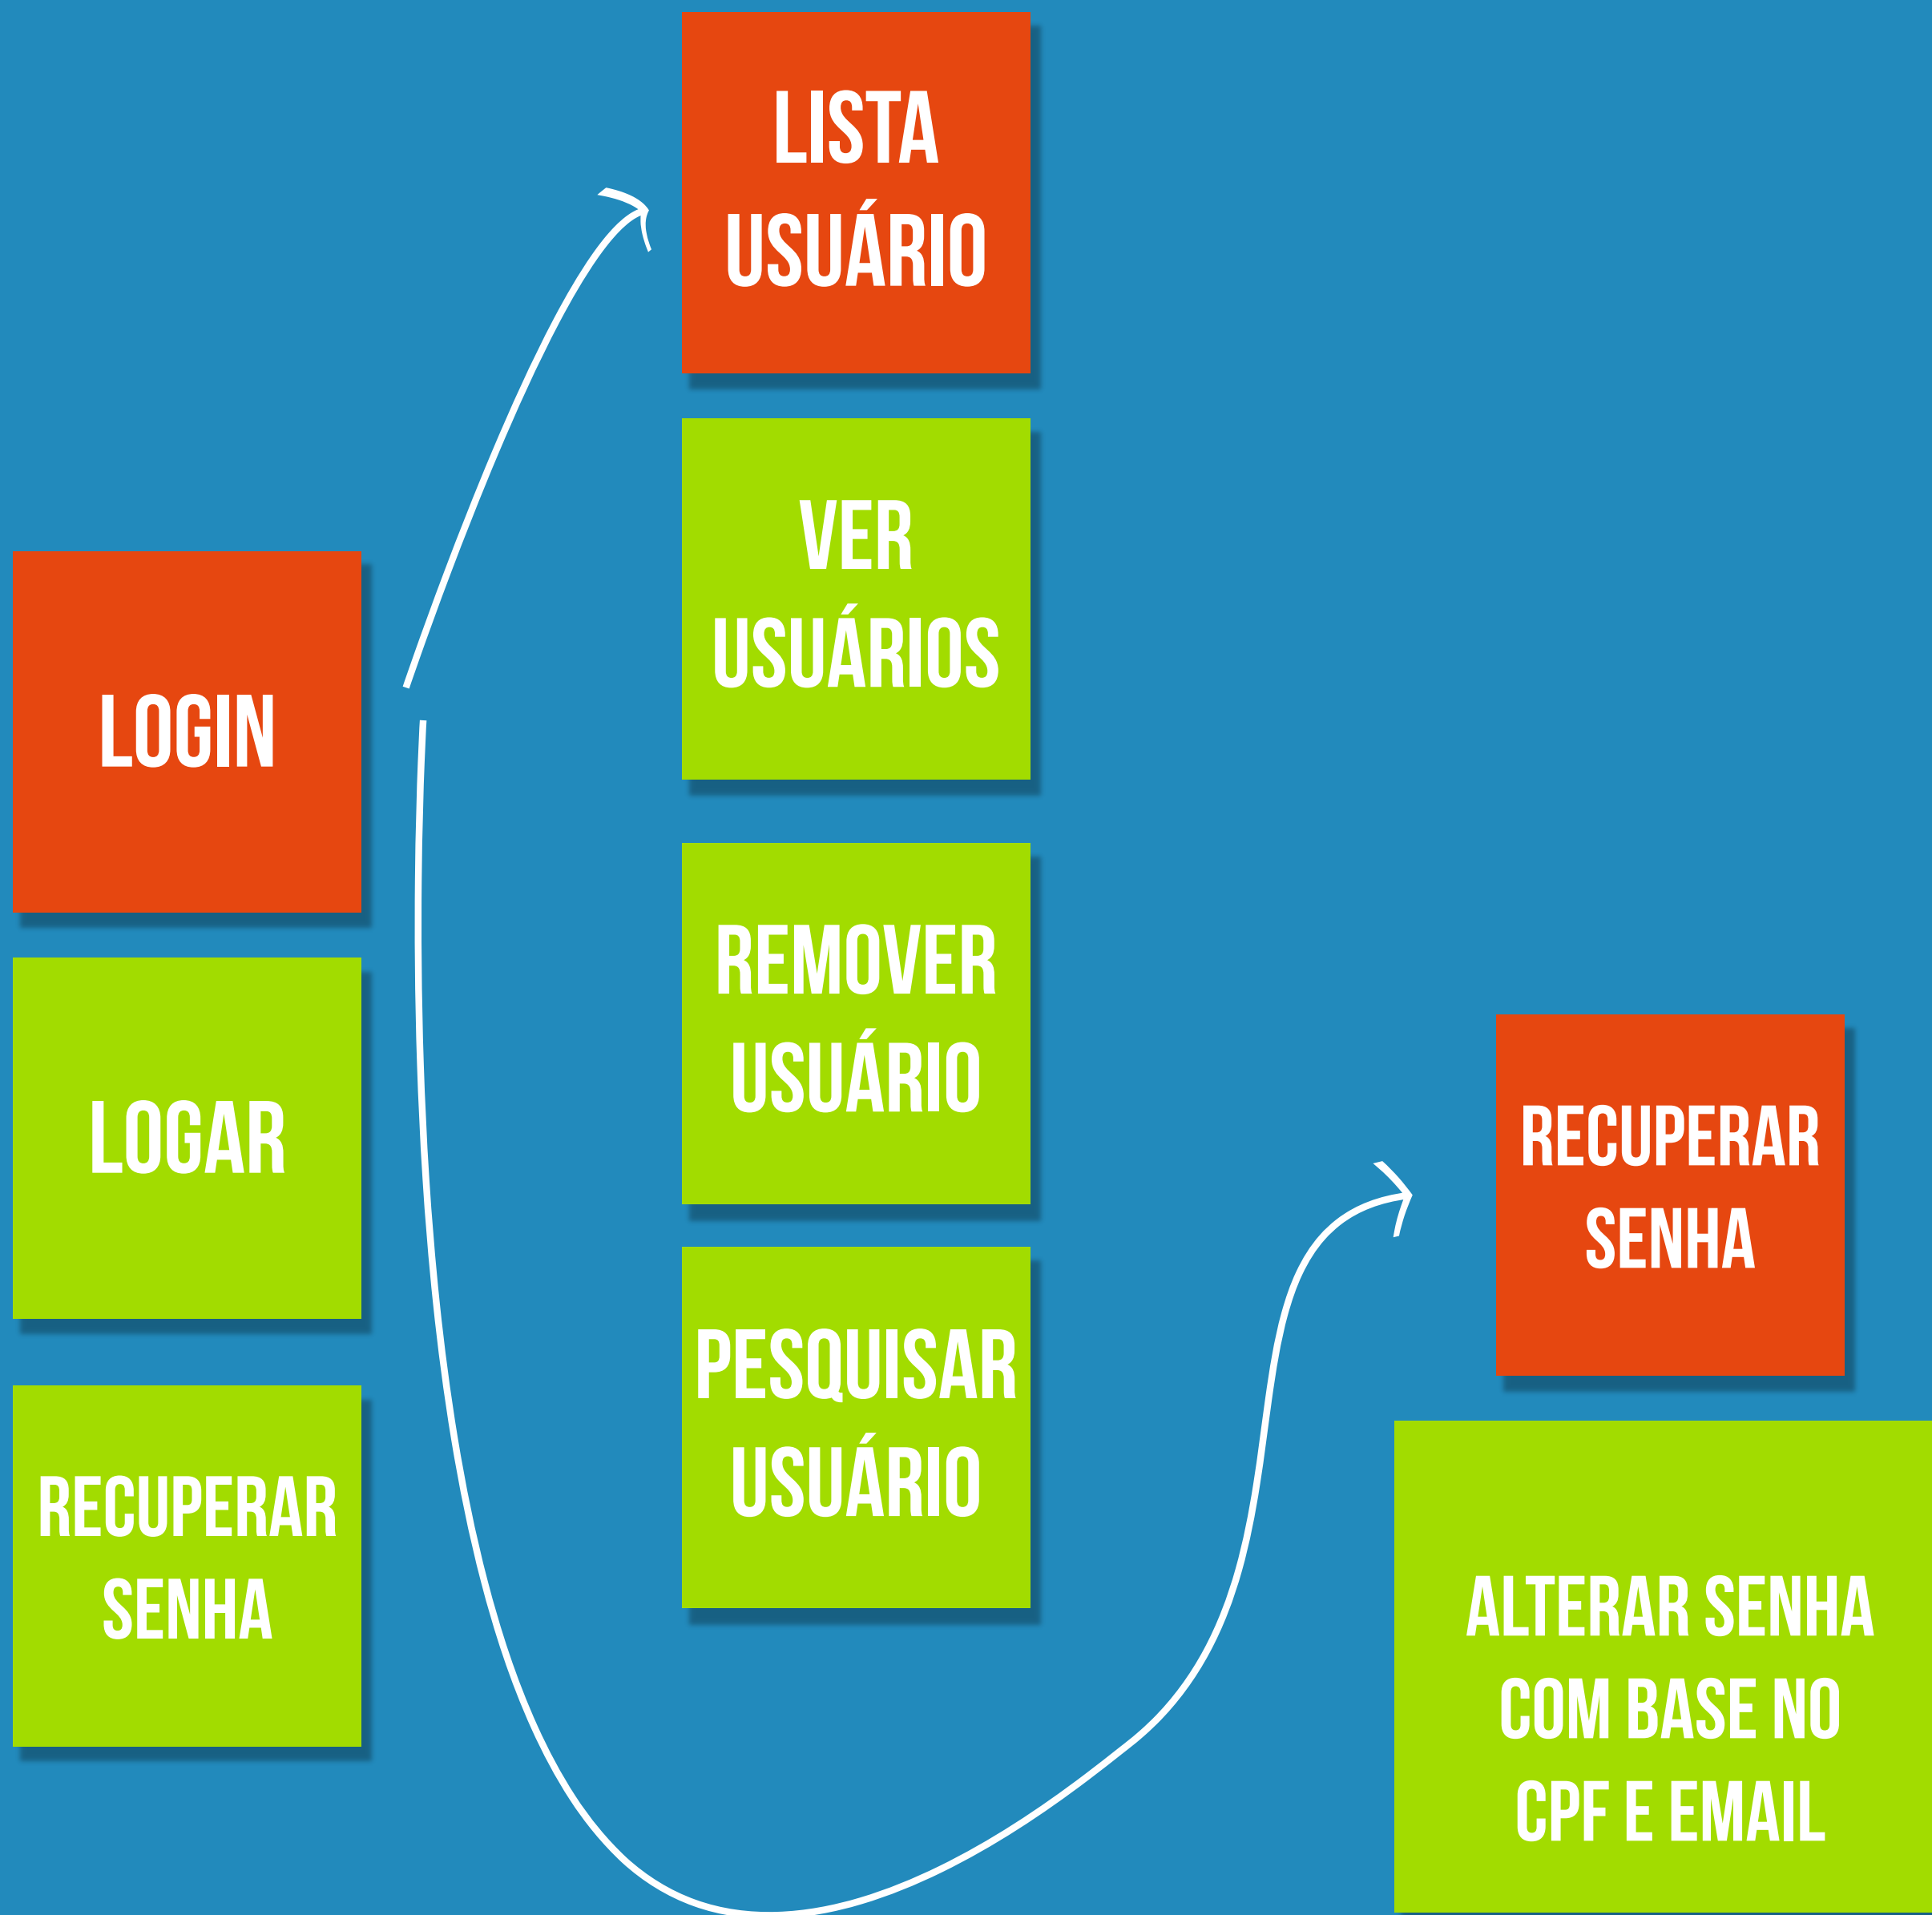 LOGIN
LOGAR
RECUPERAR
SENHA
LISTA
USUÁRIO
VER
USUÁRIOS
REMOVER
USUÁRIO
PESQUISAR
USUÁRIO
RECUPERAR
SENHA
ALTERAR SENHA
COM BASE NO
CPF E EMAIL